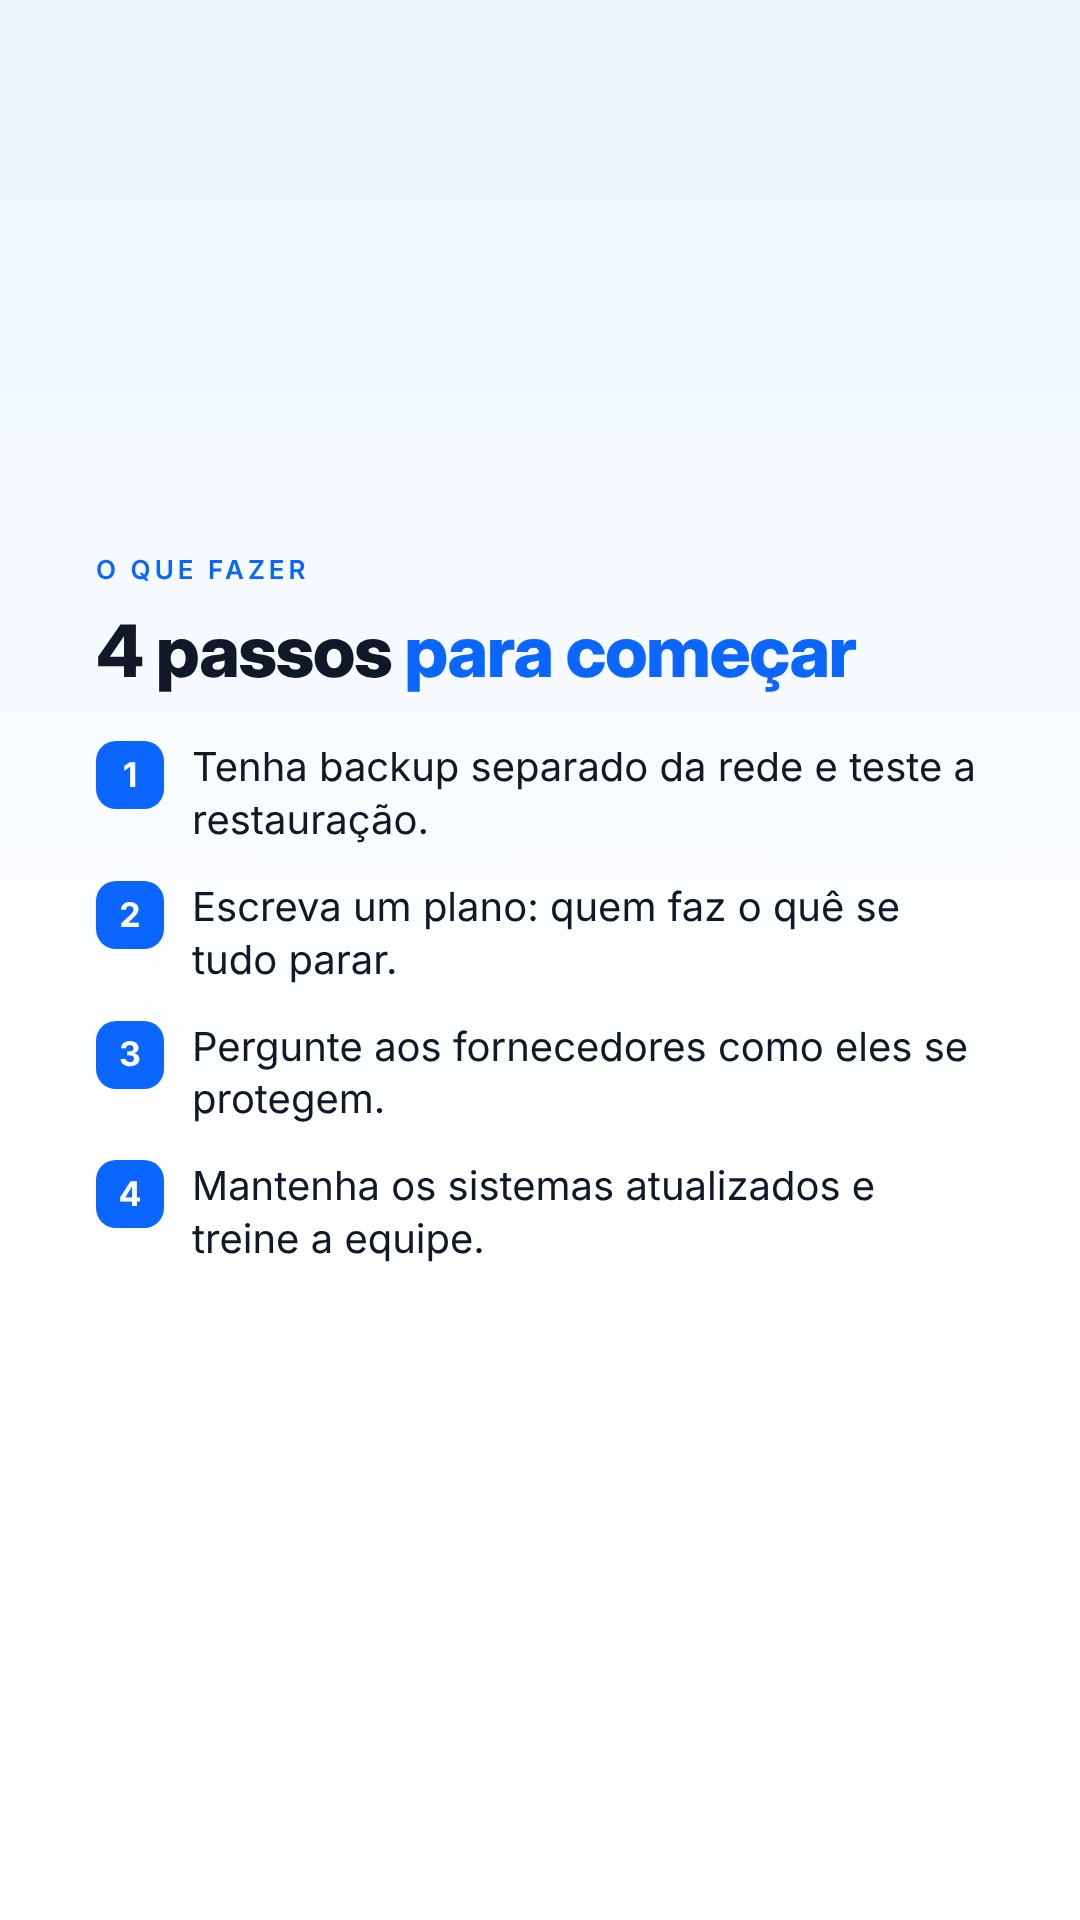 O QUE FAZER
4 passos para começar
1 Tenha backup separado da rede e teste a
restauração.
2 Escreva um plano: quem faz o quê se
tudo parar.
3 Pergunte aos fornecedores como eles se
protegem.
4 Mantenha os sistemas atualizados e
treine a equipe.